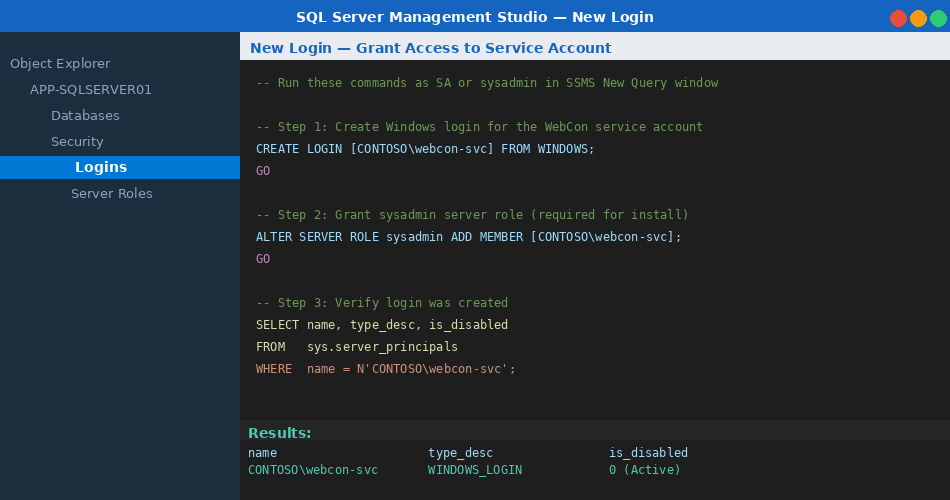 SQL Server Management Studio — New Login
Object Explorer
APP-SQLSERVER01
Databases
Security
Logins
Server Roles
New Login — Grant Access to Service Account
-- Run these commands as SA or sysadmin in SSMS New Query window
-- Step 1: Create Windows login for the WebCon service account
CREATE LOGIN [CONTOSO\webcon-svc] FROM WINDOWS;
GO
-- Step 2: Grant sysadmin server role (required for install)
ALTER SERVER ROLE sysadmin ADD MEMBER [CONTOSO\webcon-svc];
GO
-- Step 3: Verify login was created
SELECT name, type_desc, is_disabled
FROM   sys.server_principals
WHERE  name = N'CONTOSO\webcon-svc';
Results:
name type_desc is_disabled
CONTOSO\webcon-svc WINDOWS_LOGIN 0 (Active)